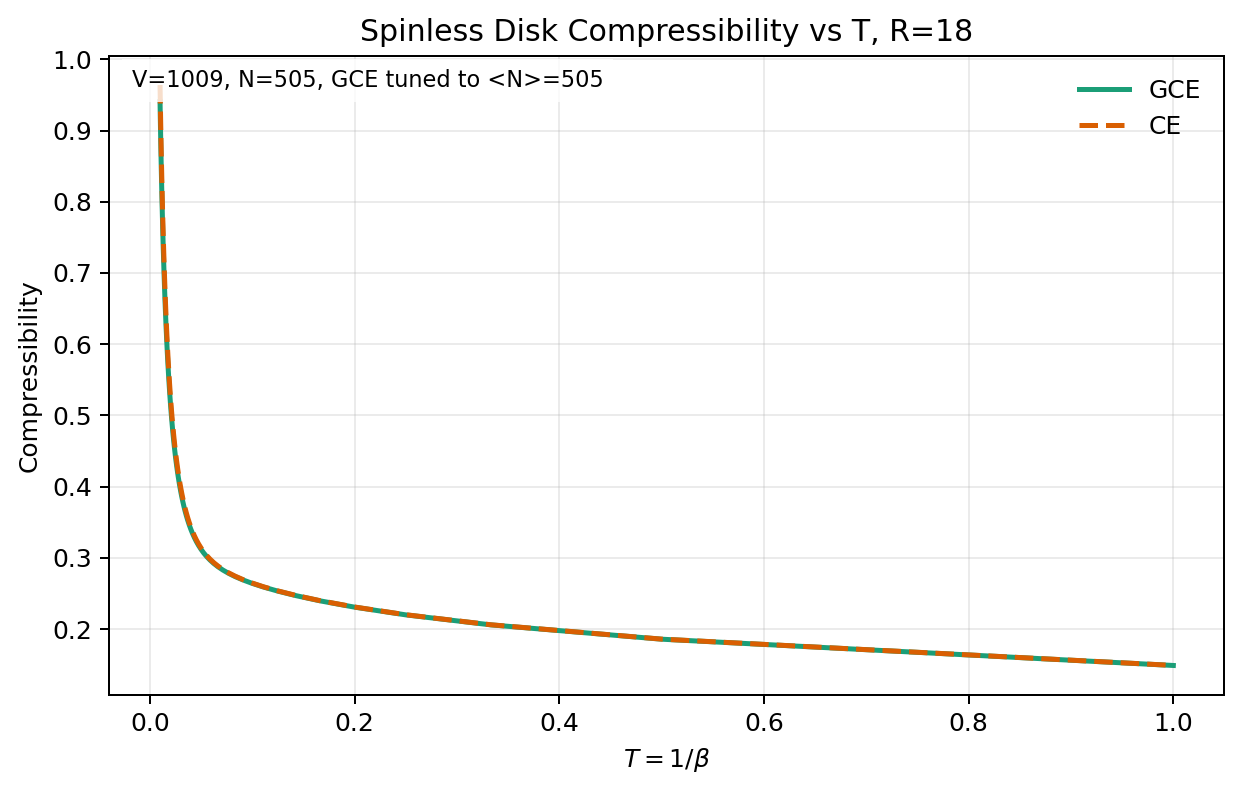 Spinless Disk Compressibility vs T, R=18
V=1009, N=505, GCE tuned to <N>=505
GCE
CE
Compressibility
1.0
0.9
0.8
0.7
0.6
0.5
0.4
0.3
0.2
0.0 0.2 0.4 0.6 0.8 1.0
T = 1/β